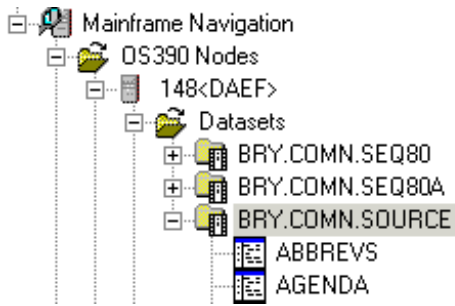 Mainframe Navigation
OS390 Nodes
148<DAEF>
Datasets
BRY.COMN.SEQ80
BRY.COMN.SEQ80A
BRY.COMN.SOURCE
ABBREVS
AGENDA